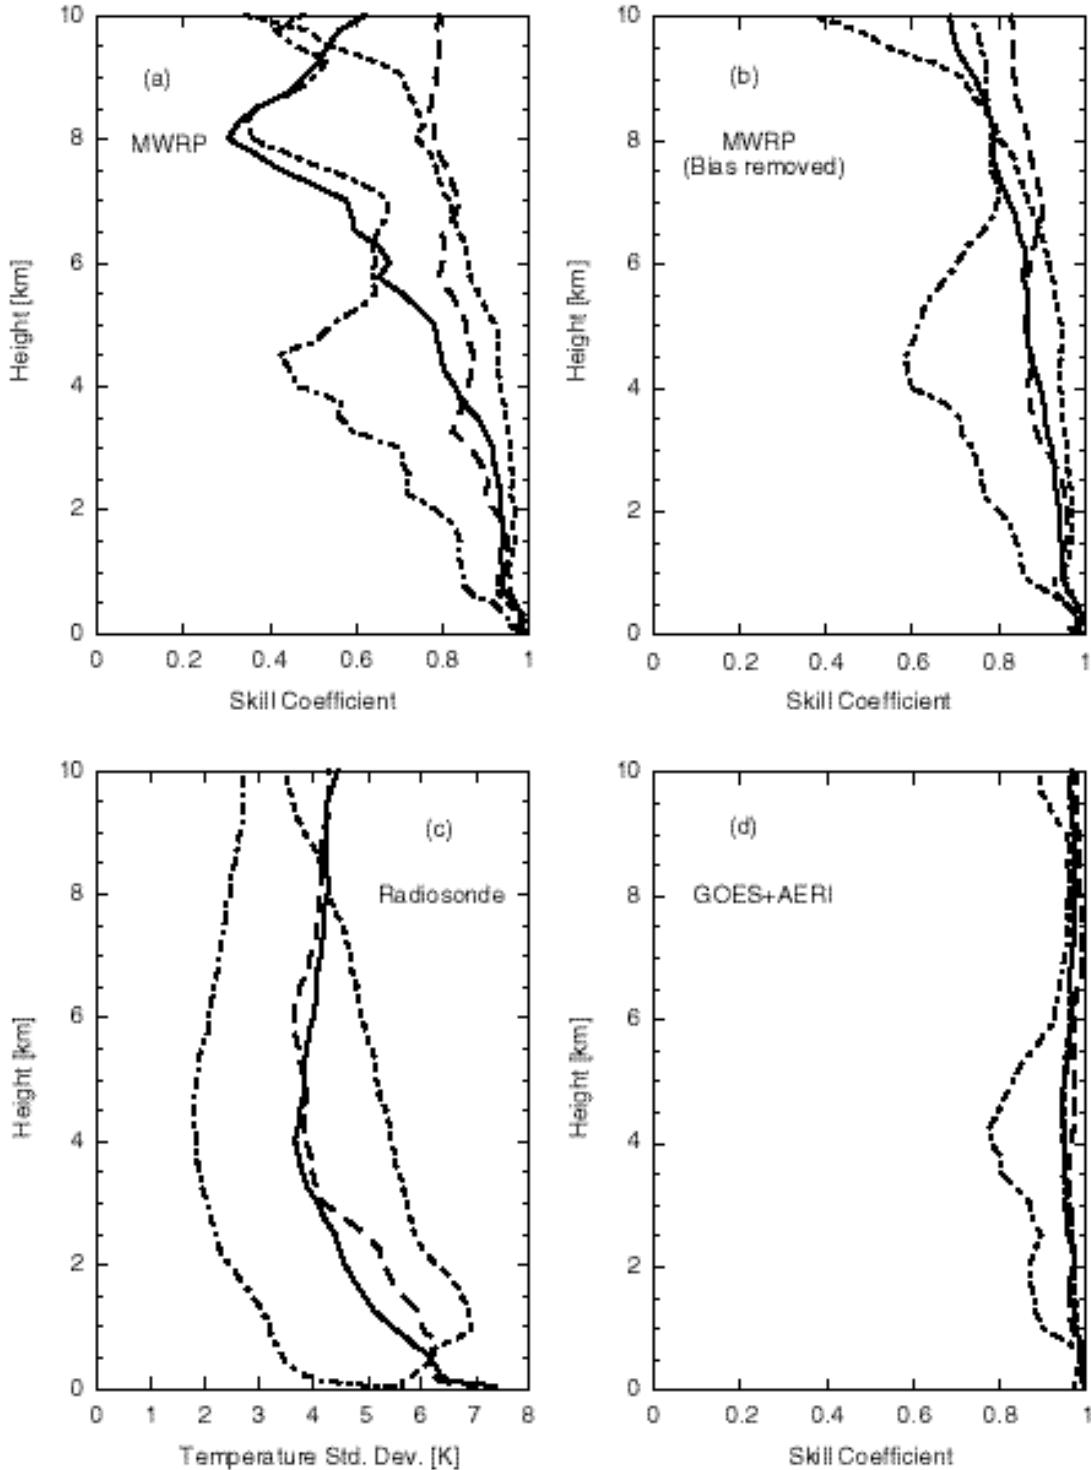 10
8
6
4
2
0
Height [km]
(a)
MWRP
0 0.2 0.4 0.6 0.8 1
Skill Coefficient
10
8
6
4
2
0
Height [km]
(b)
MWRP
(Bias removed)
0 0.2 0.4 0.6 0.8 1
Skill Coefficient
10
8
6
4
2
0
Height [km]
(c)
Radiosonde
0 1 2 3 4 5 6 7 8
Temperature Std. Dev. [K]
10
8
6
4
2
0
Height [km]
(d)
GOES+AERI
0 0.2 0.4 0.6 0.8 1
Skill Coefficient